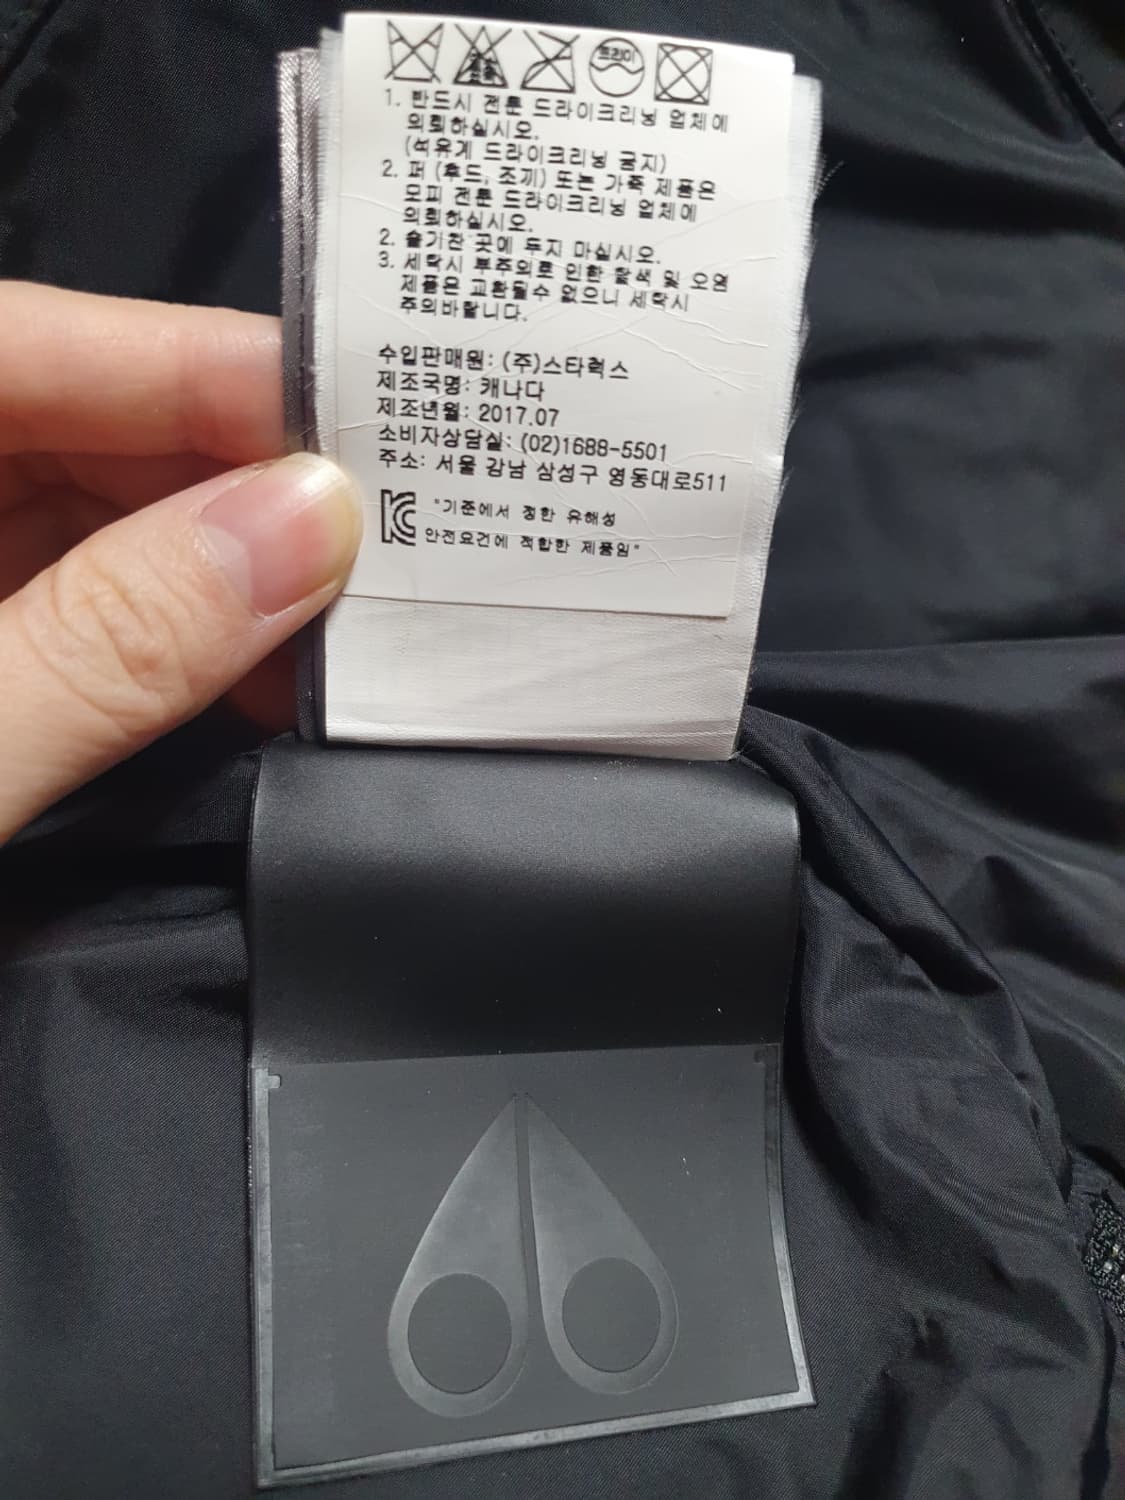 드라이
염소
표백
1. 반드시 전문 드라이크리닝 업체에
의뢰하십시오.
(석유계 드라이크리닝 금지)
2. 퍼 (후드, 조끼) 또는 가죽 제품은
모피 전문 드라이크리닝 업체에
의뢰하십시오.
2. 습기찬 곳에 두지 마십시오.
3. 세탁시 부주의로 인한 탈색 및 오염
제품은 교환될수 없으니 세탁시
주의바랍니다.
수입판매원: (주)스타럭스
제조국명: 캐나다
제조년월: 2017.07
소비자상담실: (02)1688-5501
주소: 서울 강남 삼성구 영동대로511
"기준에서 정한 유해성
안전요건에 적합한 제품임"